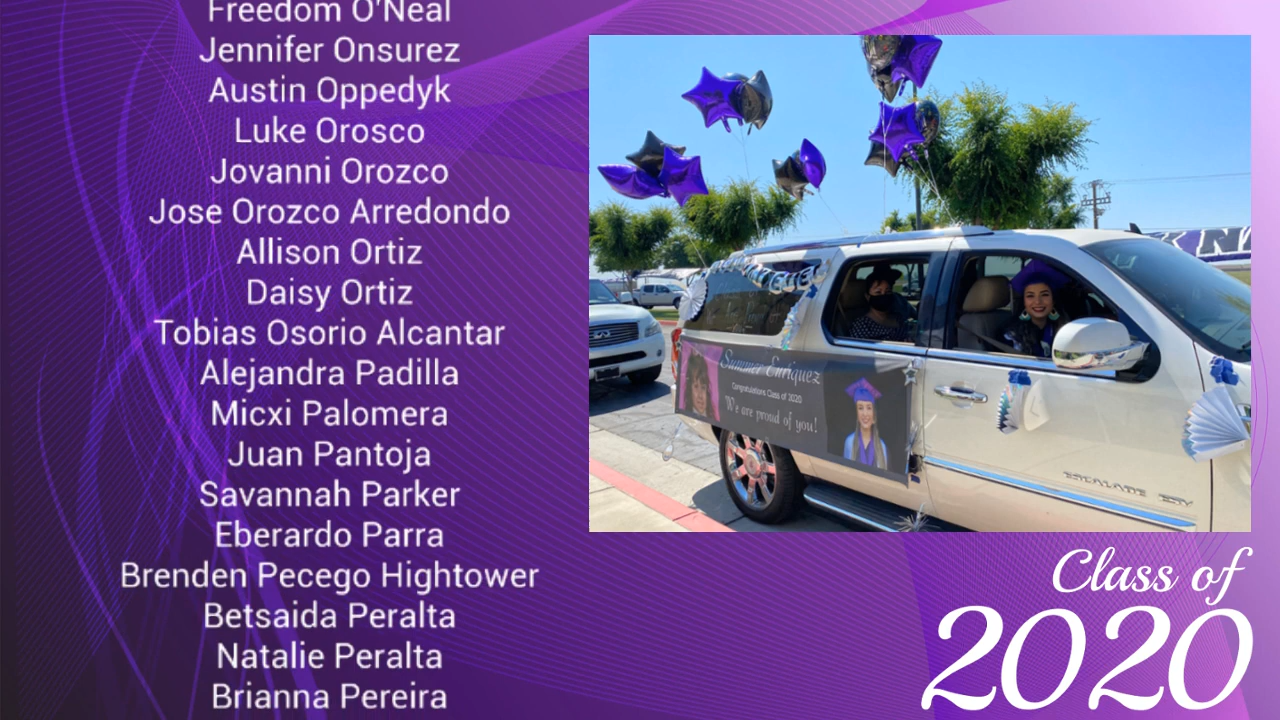 Freedom O'Neal
Jennifer Onsurez
Austin Oppedyk
Luke Orosco
Jovanni Orozco
Jose Orozco Arredondo
Allison Ortiz
Daisy Ortiz
Tobias Osorio Alcantar
Alejandra Padilla
Micxi Palomera
Juan Pantoja
Savannah Parker
Eberardo Parra
Brenden Pecego Hightower
Betsaida Peralta
Natalie Peralta
Brianna Pereira
Summer Enriquez
Congratulations Class of 2020
We are proud of you!
ESCALADE ESV
Class of
2020